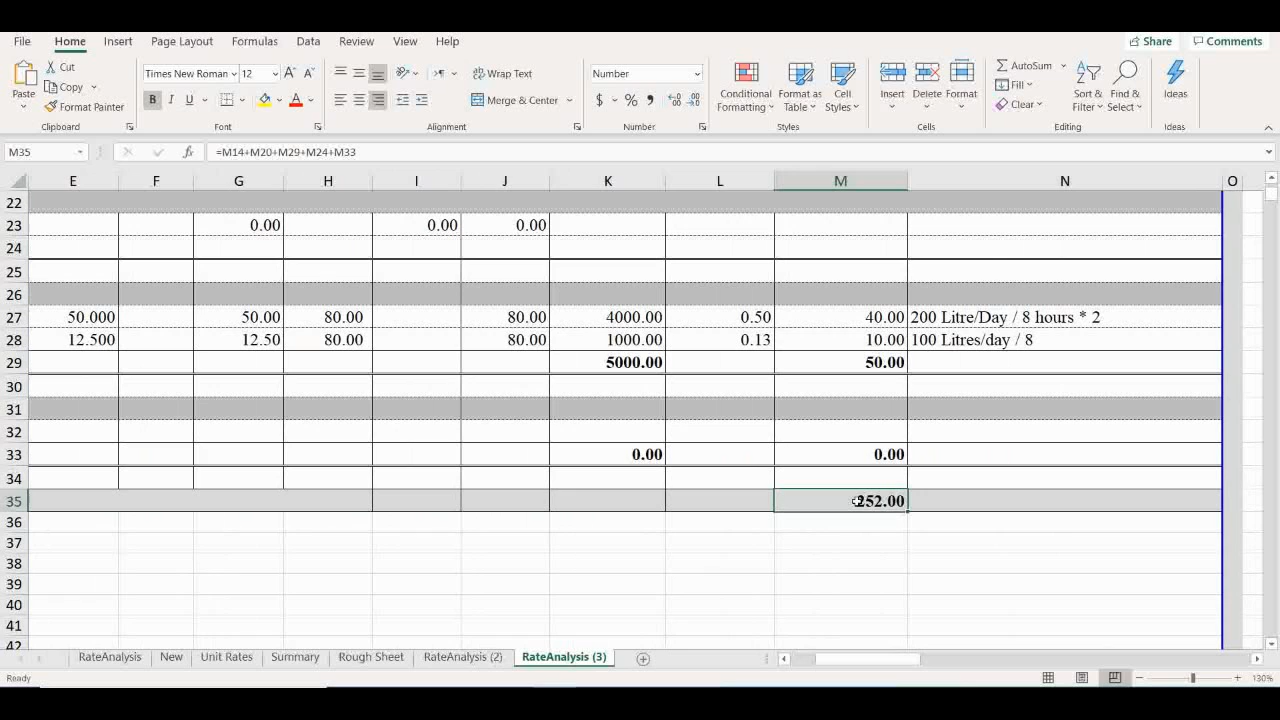 File Home Insert Page Layout Formulas Data Review View Help Share Comments
Paste Cut Copy Format Painter Clipboard
Times New Roman 12 B I U A Font
Wrap Text Merge & Center Alignment
Number $ % Number
Conditional Formatting Format as Table Cell Styles Styles
Insert Delete Format Cells
AutoSum Fill Clear Sort & Filter Find & Select Editing
Ideas Ideas
M35 fx =M14+M20+M29+M24+M33
E F G H I J K L M N O
22
23 0.00 0.00 0.00
24
25
26
27 50.000 50.00 80.00 80.00 4000.00 0.50 40.00 200 Litre/Day / 8 hours * 2
28 12.500 12.50 80.00 80.00 1000.00 0.13 10.00 100 Litres/day / 8
29 5000.00 50.00
30
31
32
33 0.00 0.00
34
35 252.00
36
37
38
39
40
41
42
RateAnalysis New Unit Rates Summary Rough Sheet RateAnalysis (2) RateAnalysis (3)
Ready 130%